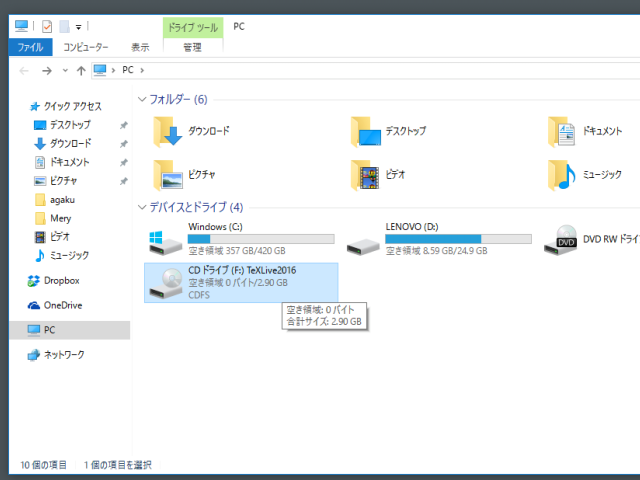 ドライブ ツール
PC
ファイル
コンピューター
表示
管理
PC
クイック アクセス
デスクトップ
ダウンロード
ドキュメント
ピクチャ
agaku
Mery
ビデオ
ミュージック
Dropbox
OneDrive
PC
ネットワーク
フォルダー (6)
ダウンロード
デスクトップ
ドキュメント
ピクチャ
ビデオ
ミュージック
デバイスとドライブ (4)
Windows (C:)
空き領域 357 GB/420 GB
LENOVO (D:)
空き領域 8.59 GB/24.9 GB
DVD
DVD RW ドライ
CD ドライブ (F:) TeXLive2016
空き領域 0 バイト/2.90 GB
CDFS
空き領域: 0 バイト
合計サイズ: 2.90 GB
10 個の項目
1 個の項目を選択